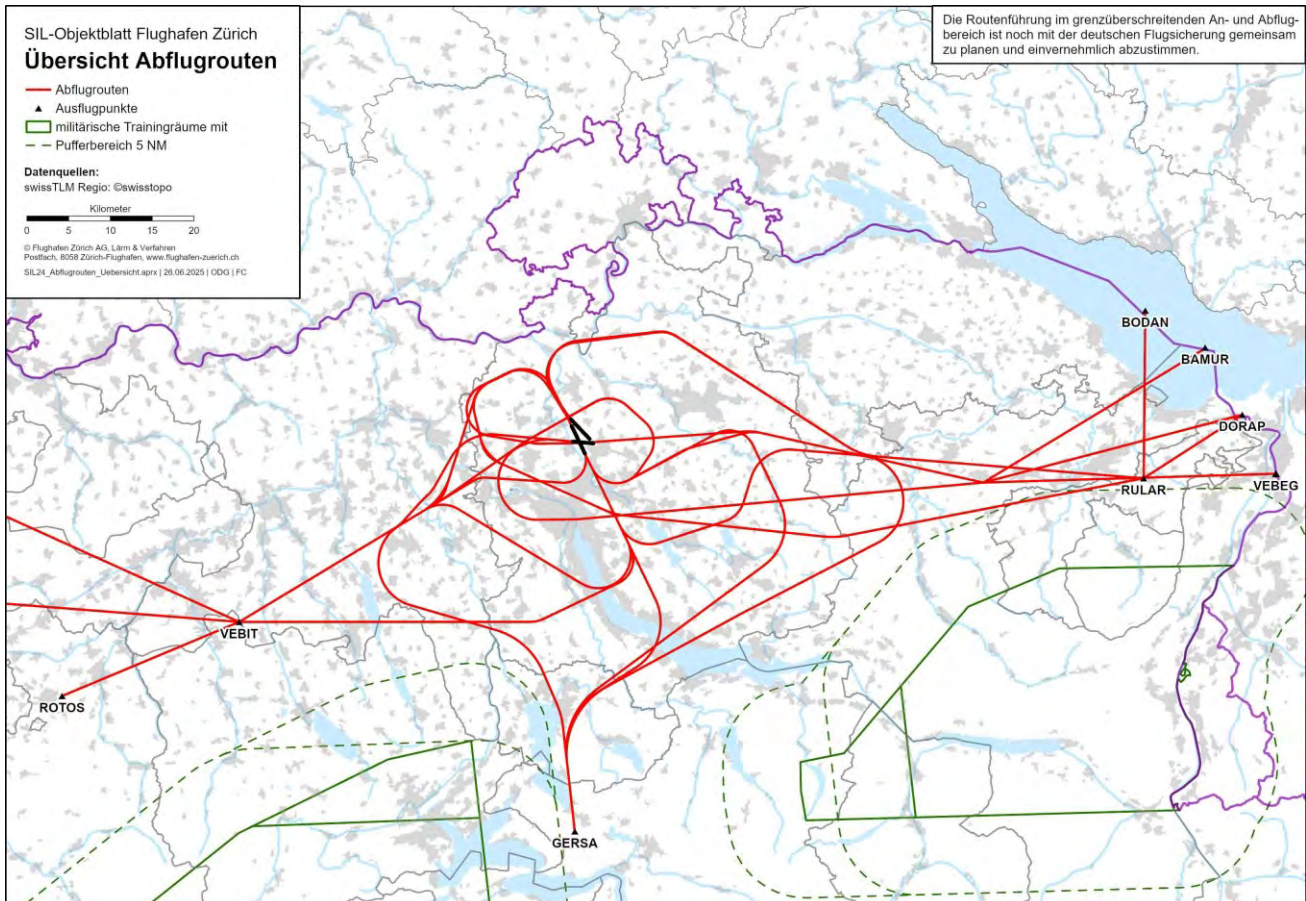 SIL-Objektblatt Flughafen Zürich
Übersicht Abflugrouten
Abflugrouten
Ausflugpunkte
militärische Trainingräume mit
Pufferbereich 5 NM
Datenquellen:
swissTLM Regio: ©swisstopo
Kilometer
0 5 10 15 20
© Flughafen Zürich AG, Lärm & Verfahren
Postfach, 8058 Zürich-Flughafen, www.flughafen-zuerich.ch
SIL24_Abflugrouten_Uebersicht.aprx | 26.06.2025 | ODG | FC
Die Routenführung im grenzüberschreitenden An- und Abflug-
bereich ist noch mit der deutschen Flugsicherung gemeinsam
zu planen und einvernehmlich abzustimmen.
BODAN
BAMUR
DORAP
VEBEG
RULAR
VEBIT
ROTOS
GERSA